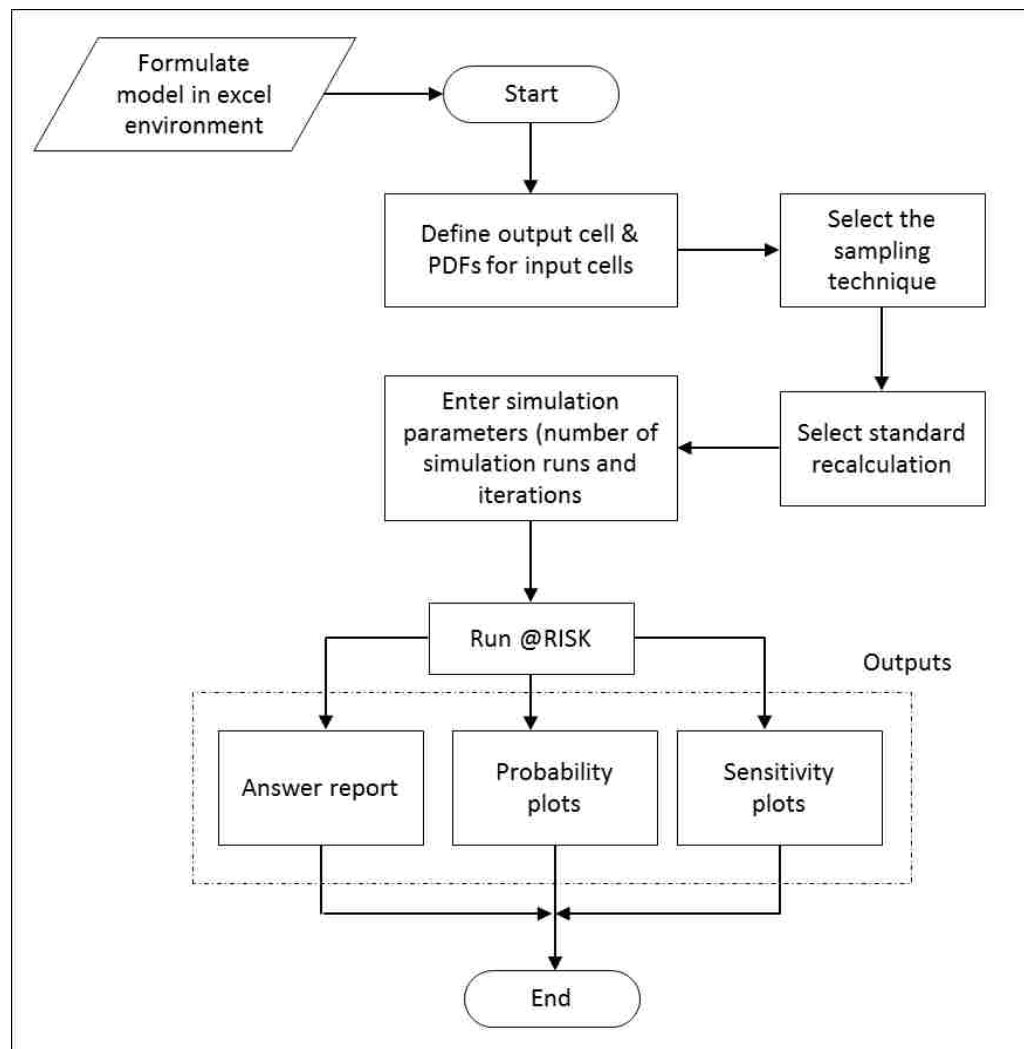 Formulate
model in excel
environment
Start
Define output cell &
PDFs for input cells
Select the
sampling
technique
Enter simulation
parameters (number of
simulation runs and
iterations
Select standard
recalculation
Run @RISK
Outputs
Answer report
Probability
plots
Sensitivity
plots
End